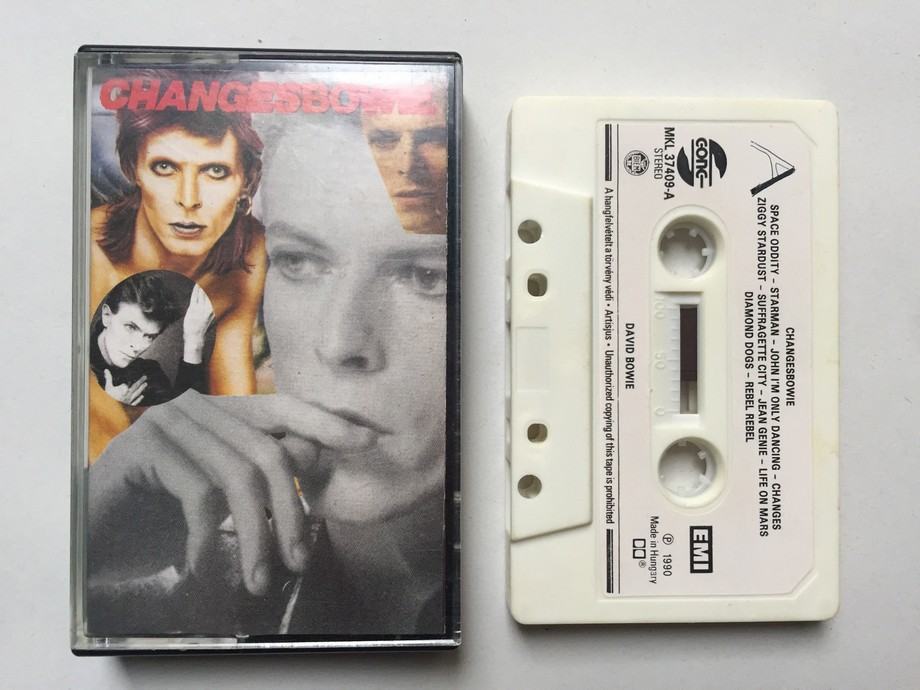 CHANGESBOWIE
A
CHANGESBOWIE
SPACE ODDITY – STARMAN – JOHN I'M ONLY DANCING – CHANGES
ZIGGY STARDUST – SUFFRAGETTE CITY – JEAN GENIE – LIFE ON MARS
DIAMOND DOGS – REBEL REBEL
GONG
MKL 37409-A
STEREO
EMI
℗ 1990
Made in Hungary
100 50 0
DAVID BOWIE
A hangfelvételt a törvény védi • Artisjus • Unauthorized copying of this tape is prohibited